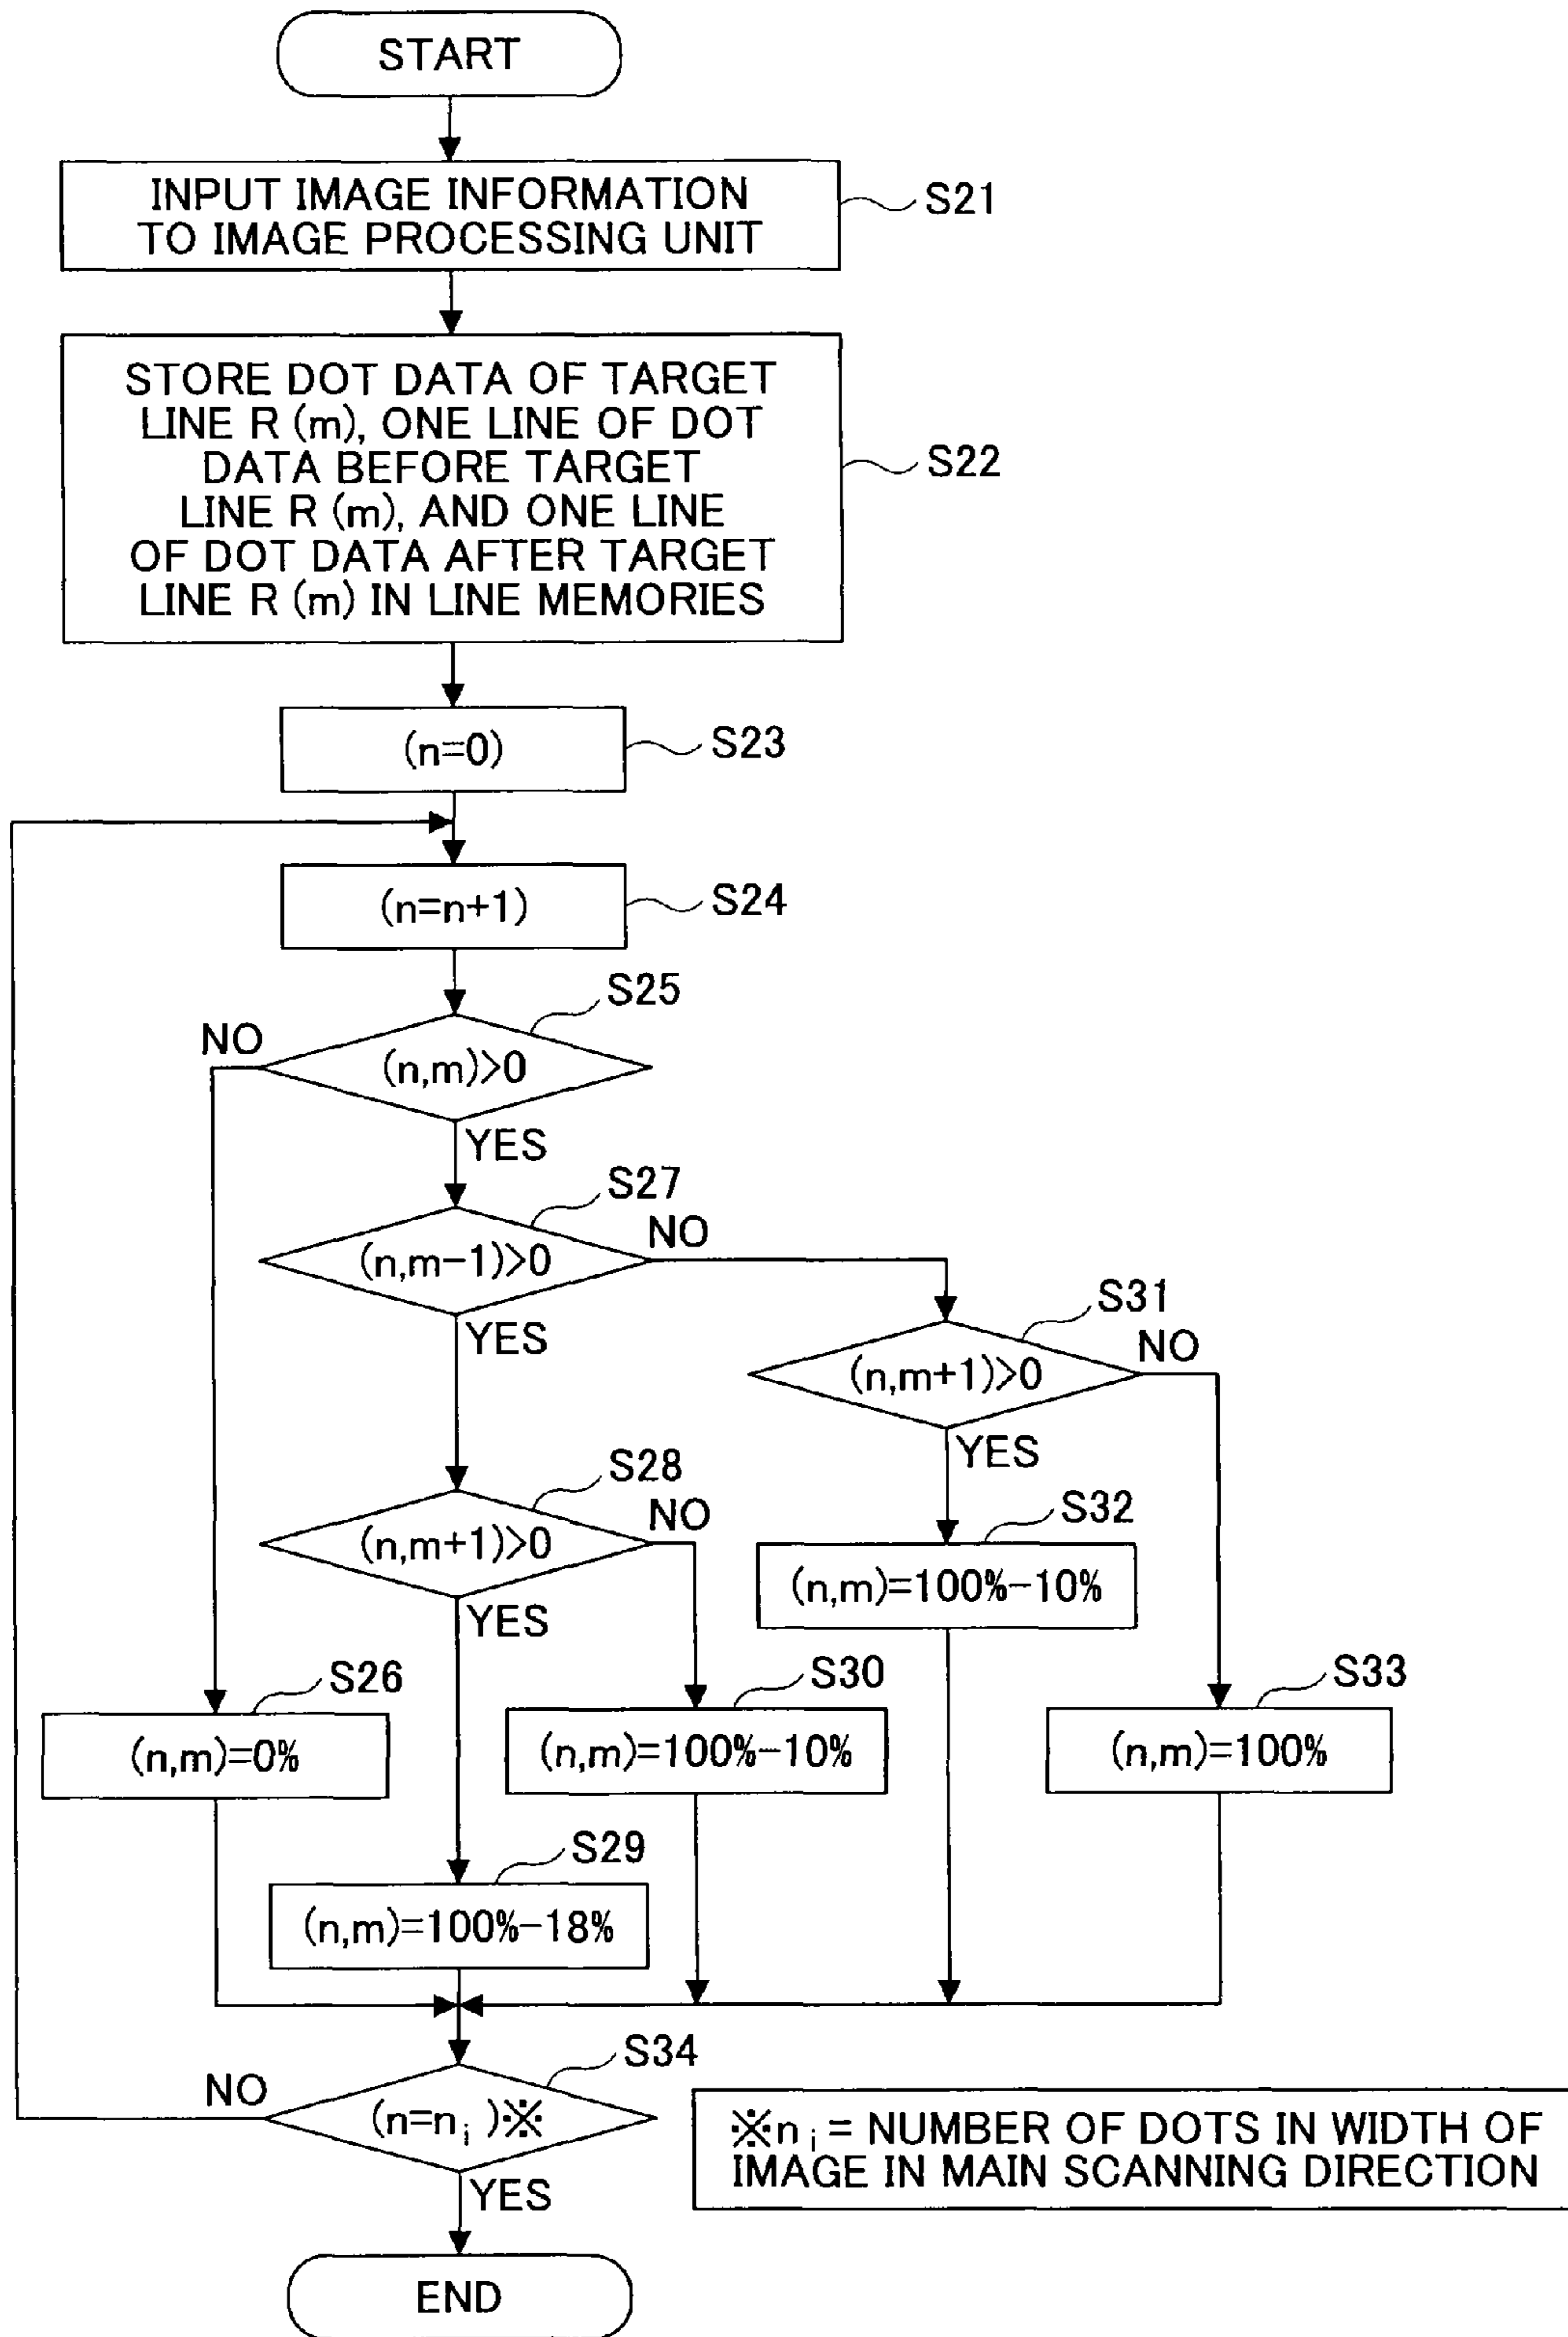 START
INPUT IMAGE INFORMATION
TO IMAGE PROCESSING UNIT
S21
STORE DOT DATA OF TARGET
LINE R (m), ONE LINE OF DOT
DATA BEFORE TARGET
LINE R (m), AND ONE LINE
OF DOT DATA AFTER TARGET
LINE R (m) IN LINE MEMORIES
S22
(n=0)
S23
(n=n+1)
S24
S25
NO
(n,m)>0
YES
S27
NO
(n,m-1)>0
YES
S31
NO
(n,m+1)>0
YES
S28
NO
(n,m+1)>0
YES
S32
(n,m)=100%-10%
S26
(n,m)=0%
S30
(n,m)=100%-10%
S33
(n,m)=100%
S29
(n,m)=100%-18%
S34
NO
(n=ni)※
YES
※ni = NUMBER OF DOTS IN WIDTH OF
IMAGE IN MAIN SCANNING DIRECTION
END